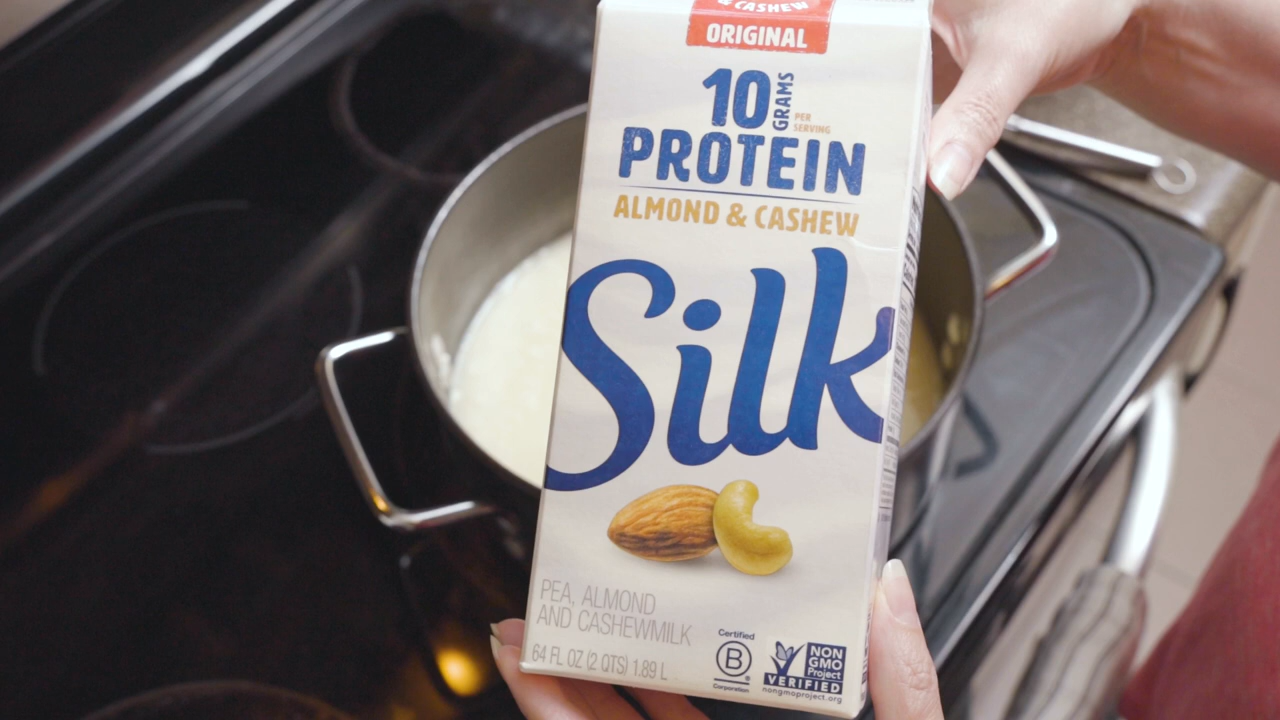 & CASHEW
ORIGINAL
10 GRAMS
PER
SERVING
PROTEIN
ALMOND & CASHEW
Silk
PEA, ALMOND
AND CASHEWMILK
64 FL OZ (2 QTS) 1.89 L
Certified
B
Corporation
NON
GMO
Project
VERIFIED
nongmoproject.org